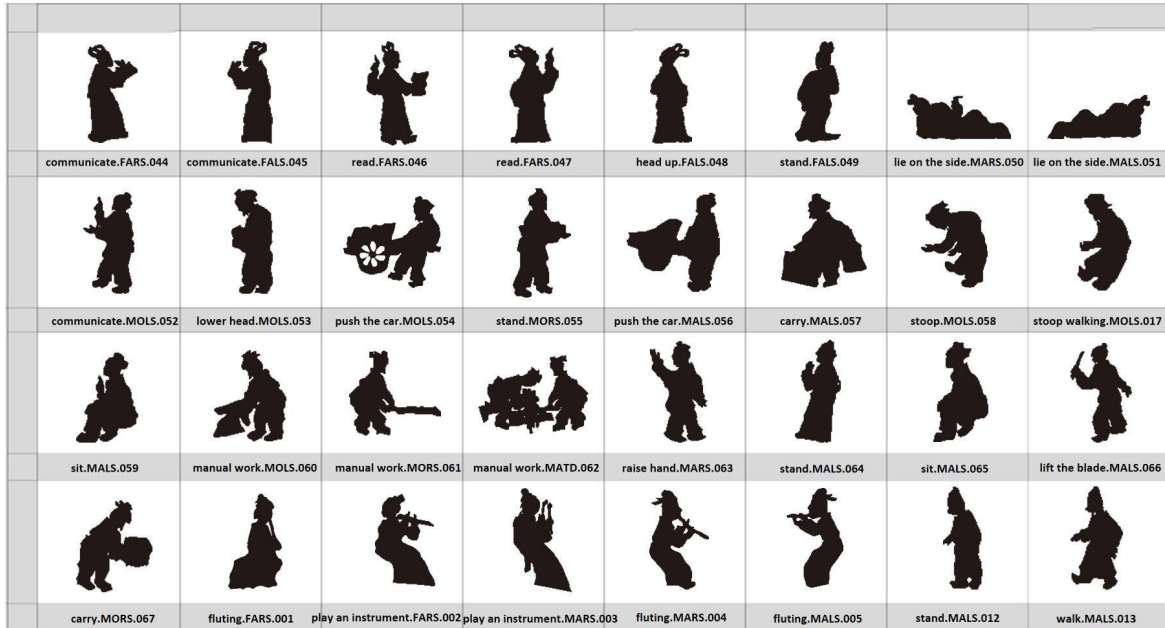 communicate.FARS.044
communicate.FALS.045
read.FARS.046
read.FARS.047
head up.FALS.048
stand.FALS.049
lie on the side.MARS.050
lie on the side.MALS.051
communicate.MOLS.052
lower head.MOLS.053
push the car.MOLS.054
stand.MORS.055
push the car.MALS.056
carry.MALS.057
stoop.MOLS.058
stoop walking.MOLS.017
sit.MALS.059
manual work.MOLS.060
manual work.MORS.061
manual work.MATD.062
raise hand.MARS.063
stand.MALS.064
sit.MALS.065
lift the blade.MALS.066
carry.MORS.067
fluting.FARS.001
play an instrument.FARS.002
play an instrument.MARS.003
fluting.MARS.004
fluting.MALS.005
stand.MALS.012
walk.MALS.013